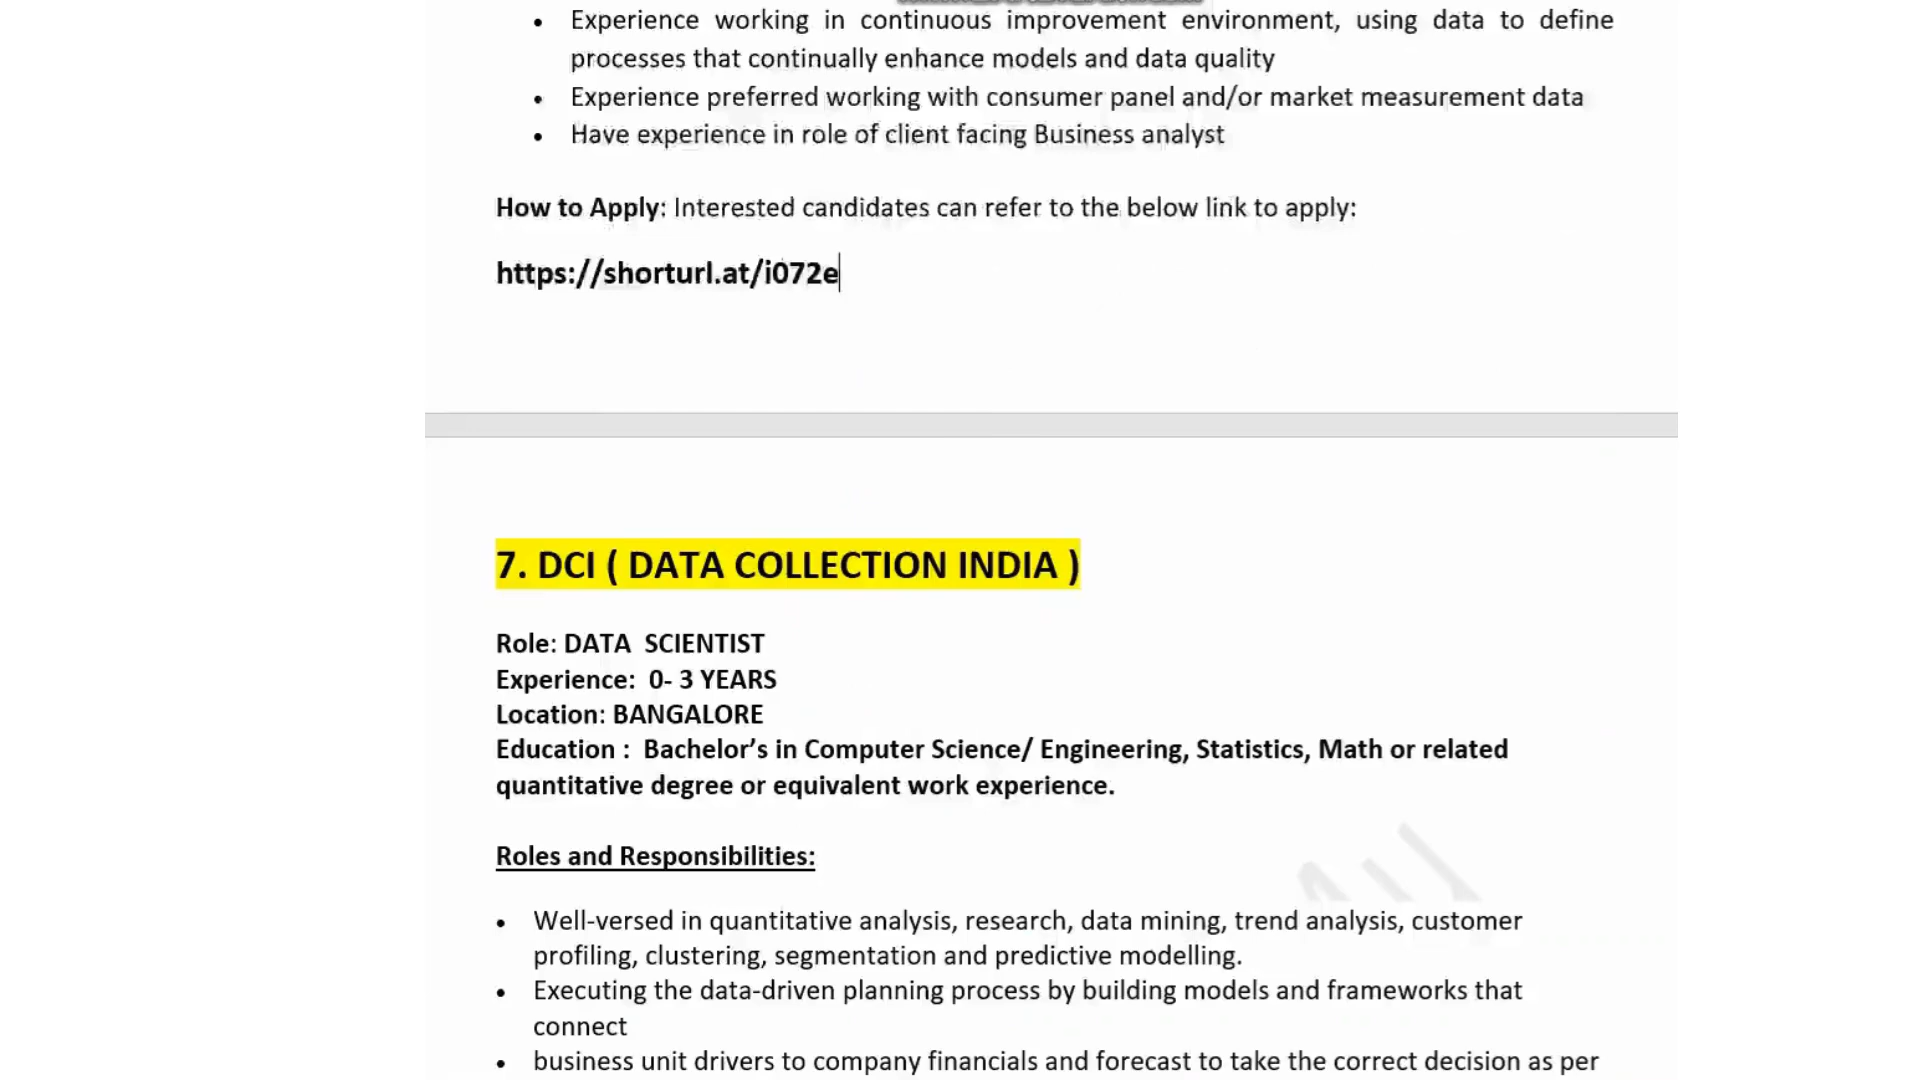 • Experience working in continuous improvement environment, using data to define
processes that continually enhance models and data quality
• Experience preferred working with consumer panel and/or market measurement data
• Have experience in role of client facing Business analyst
How to Apply: Interested candidates can refer to the below link to apply:
https://shorturl.at/i072e
7. DCI ( DATA COLLECTION INDIA )
Role: DATA  SCIENTIST
Experience:  0- 3 YEARS
Location: BANGALORE
Education :  Bachelor’s in Computer Science/ Engineering, Statistics, Math or related
quantitative degree or equivalent work experience.
Roles and Responsibilities:
• Well-versed in quantitative analysis, research, data mining, trend analysis, customer
profiling, clustering, segmentation and predictive modelling.
• Executing the data-driven planning process by building models and frameworks that
connect
• business unit drivers to company financials and forecast to take the correct decision as per